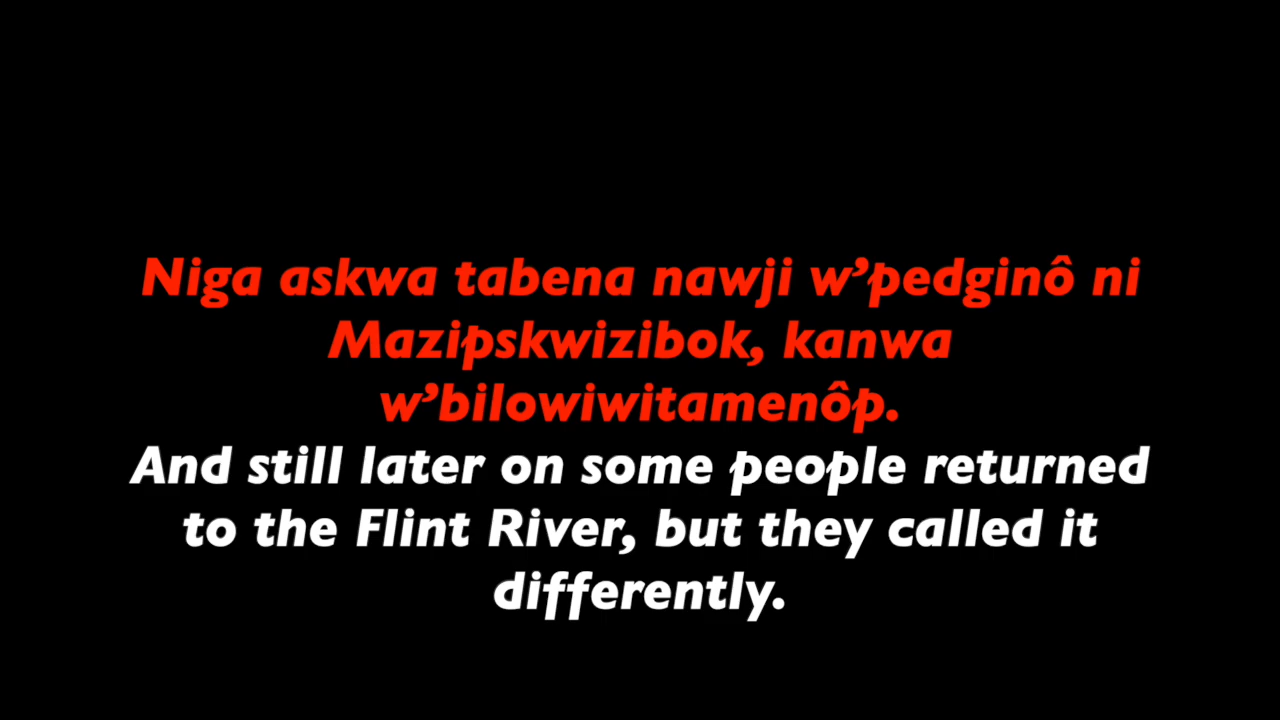 Niga askwa tabena nawji w’pedginô ni
Mazipskwizibok, kanwa
w’bilowiwitamenôp.
And still later on some people returned
to the Flint River, but they called it
differently.